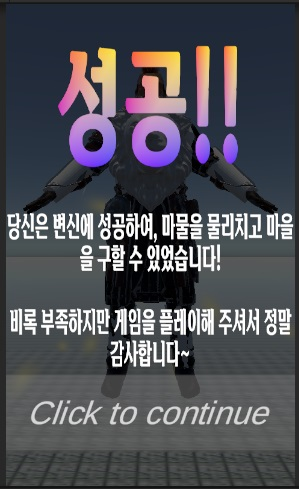 성공!!
당신은 변신에 성공하여, 마물을 물리치고 마을
을 구할 수 있었습니다!
비록 부족하지만 게임을 플레이해 주셔서 정말
감사합니다~
Click to continue